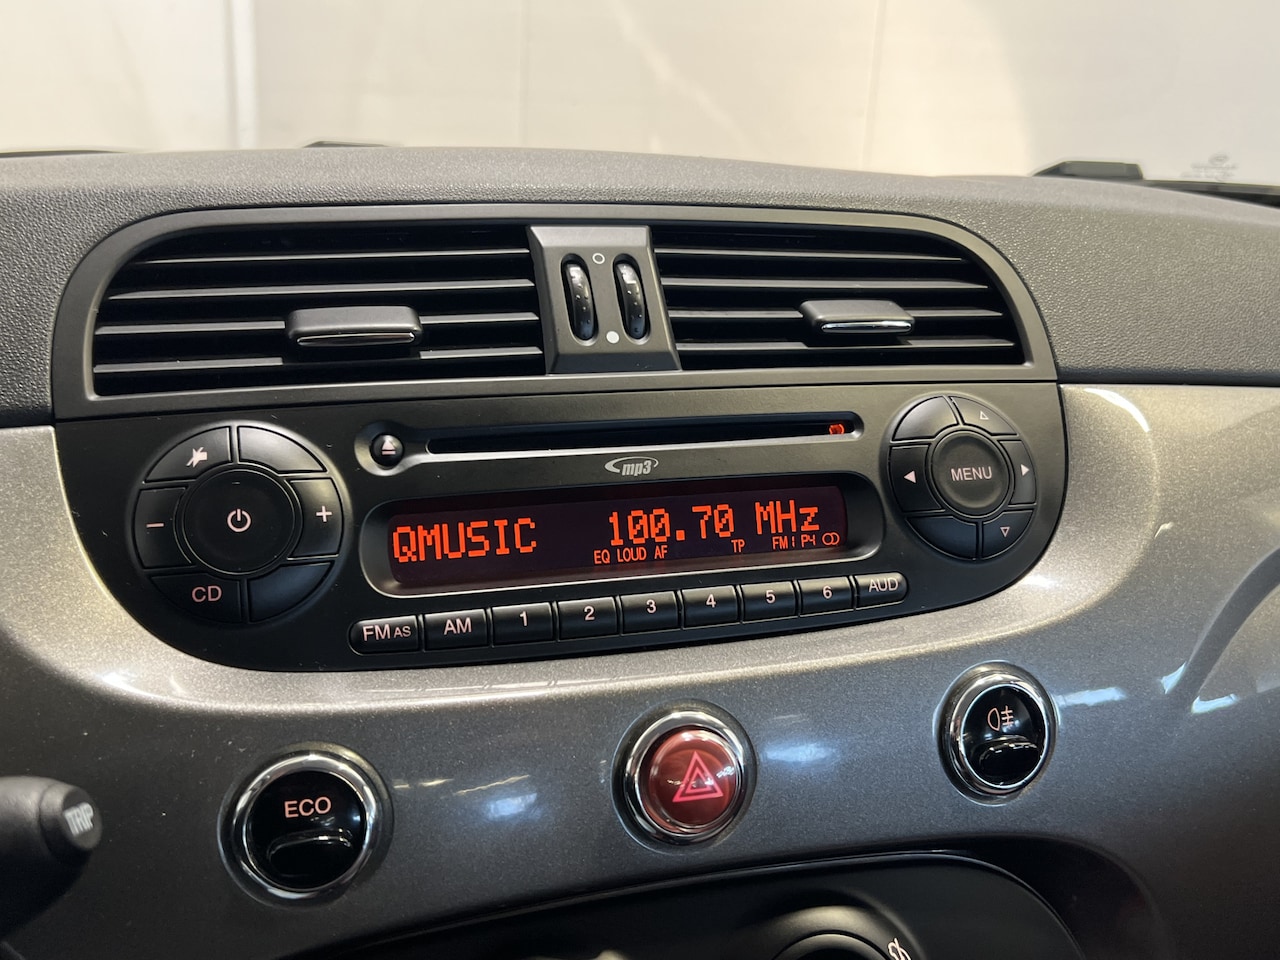 mp3
QMUSIC 100.70 MHz
EQ LOUD AF TP FM1 P4
MENU
CD
FM AS AM 1 2 3 4 5 6 AUD
ECO
TRIP